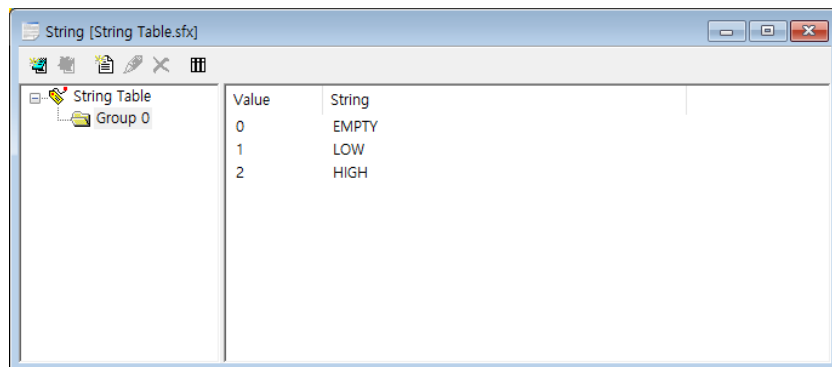 String [String Table.sfx]
String Table
Group 0
Value String
0 EMPTY
1 LOW
2 HIGH